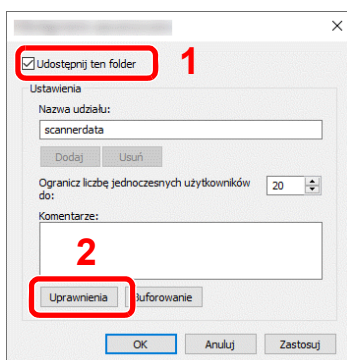 Udostępnij ten folder
1
Ustawienia
Nazwa udziału:
scannerdata
Dodaj Usuń
Ogranicz liczbę jednoczesnych użytkowników 20
do:
Komentarze:
2
Uprawnienia Buforowanie
OK Anuluj Zastosuj